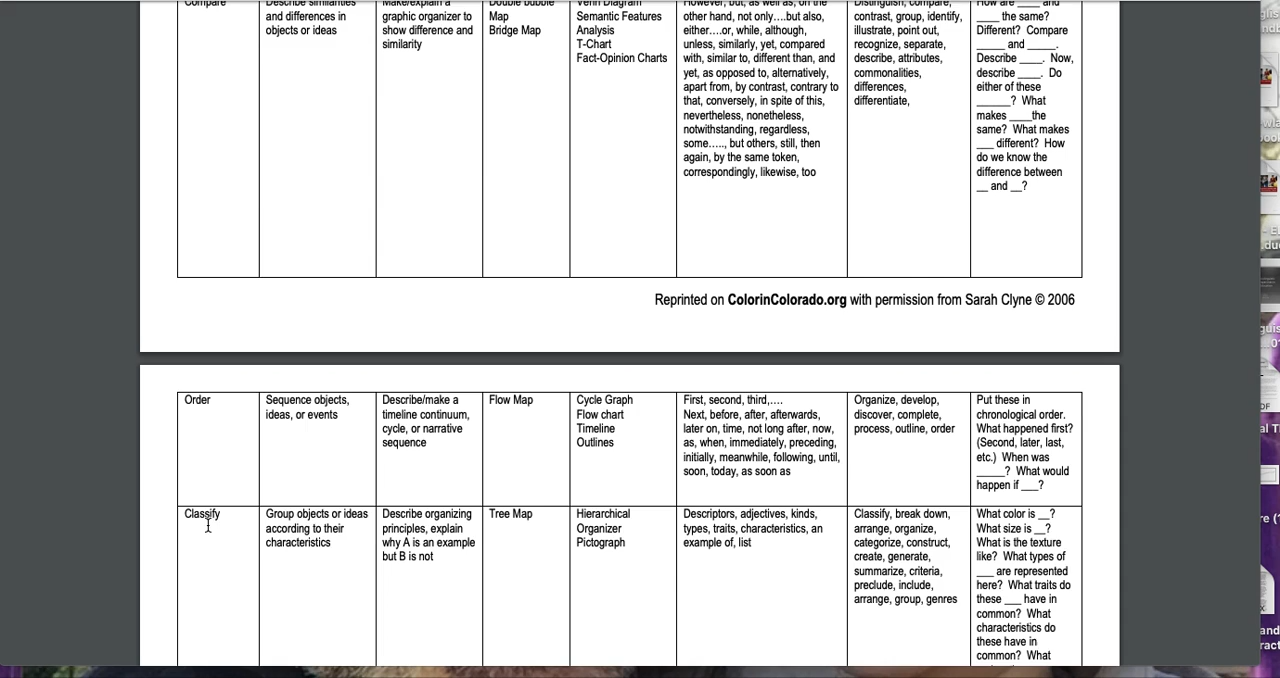 Compare
Describe similarities
and differences in
objects or ideas
Make/explain a
graphic organizer to
show difference and
similarity
Double bubble
Map
Bridge Map
Venn Diagram
Semantic Features
Analysis
T-Chart
Fact-Opinion Charts
However, but, as well as, on the
other hand, not only….but also,
either….or, while, although,
unless, similarly, yet, compared
with, similar to, different than, and
yet, as opposed to, alternatively,
apart from, by contrast, contrary to
that, conversely, in spite of this,
nevertheless, nonetheless,
notwithstanding, regardless,
some….., but others, still, then
again, by the same token,
correspondingly, likewise, too
Distinguish, compare,
contrast, group, identify,
illustrate, point out,
recognize, separate,
describe, attributes,
commonalities,
differences,
differentiate,
How are ____ and
____ the same?
Different? Compare
_____ and _____.
Describe ____. Now,
describe ____. Do
either of these
______? What
makes ____the
same? What makes
___ different? How
do we know the
difference between
__ and __?
Reprinted on ColorinColorado.org with permission from Sarah Clyne © 2006
Order
Sequence objects,
ideas, or events
Describe/make a
timeline continuum,
cycle, or narrative
sequence
Flow Map
Cycle Graph
Flow chart
Timeline
Outlines
First, second, third,….
Next, before, after, afterwards,
later on, time, not long after, now,
as, when, immediately, preceding,
initially, meanwhile, following, until,
soon, today, as soon as
Organize, develop,
discover, complete,
process, outline, order
Put these in
chronological order.
What happened first?
(Second, later, last,
etc.) When was
_____? What would
happen if ___?
Classify
Group objects or ideas
according to their
characteristics
Describe organizing
principles, explain
why A is an example
but B is not
Tree Map
Hierarchical
Organizer
Pictograph
Descriptors, adjectives, kinds,
types, traits, characteristics, an
example of, list
Classify, break down,
arrange, organize,
categorize, construct,
create, generate,
summarize, criteria,
preclude, include,
arrange, group, genres
What color is __?
What size is __?
What is the texture
like? What types of
___ are represented
here? What traits do
these ___ have in
common? What
characteristics do
these have in
common? What